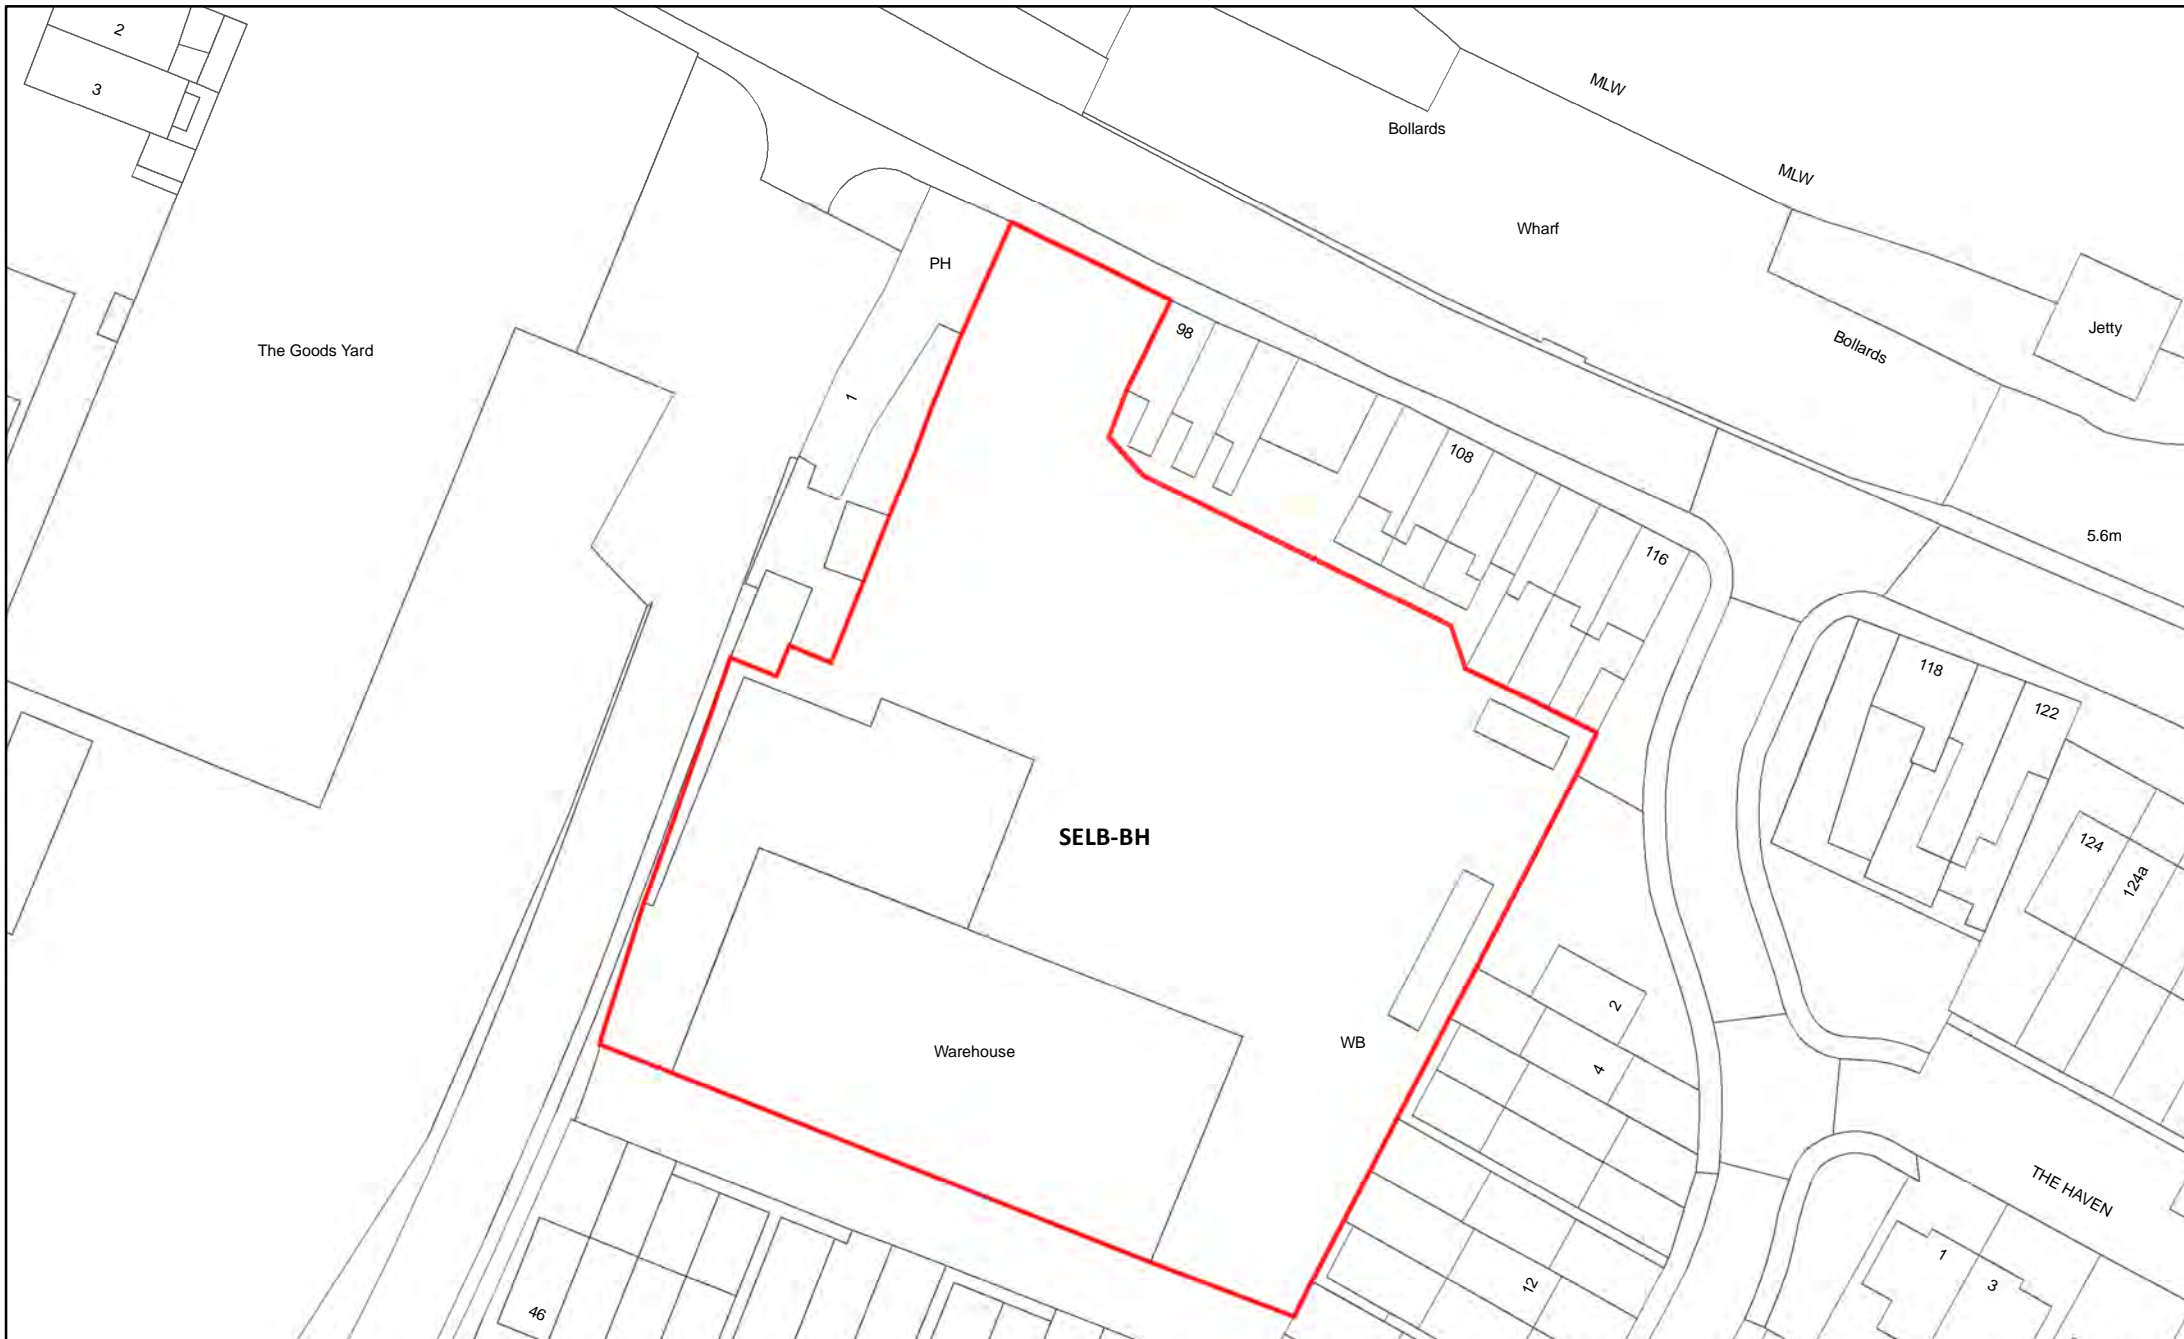 2
3
MLW
Bollards
MLW
Wharf
PH
98
Jetty
The Goods Yard
Bollards
1
108
5.6m
116
118
122
SELB-BH
124
124a
2
WB
Warehouse
4
THE HAVEN
1
3
12
46